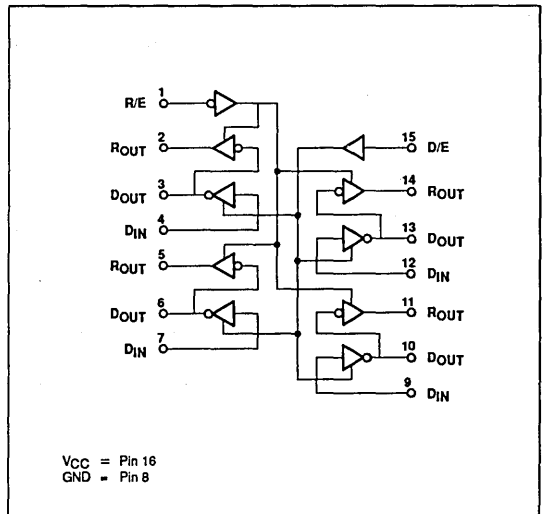 1
R/E
2
ROUT
3
DOUT
4
DIN
5
ROUT
6
DOUT
7
DIN
15
D/E
14
ROUT
13
DOUT
12
DIN
11
ROUT
10
DOUT
9
DIN
VCC = Pin 16
GND = Pin 8